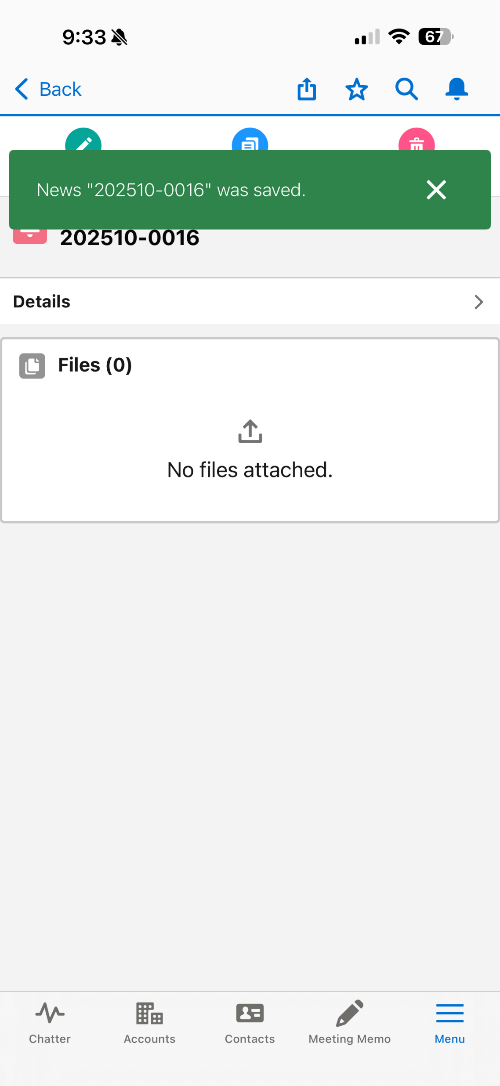 9:33
67
Back
News "202510-0016" was saved.
202510-0016
Details
Files (0)
No files attached.
Chatter
Accounts
Contacts
Meeting Memo
Menu